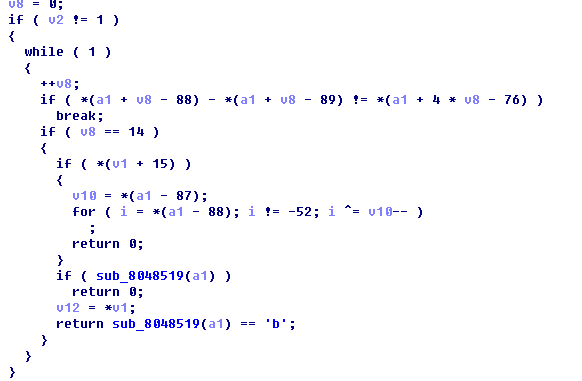 v8 = 0;
if ( v2 != 1 )
{
while ( 1 )
{
++v8;
if ( *(a1 + v8 - 88) - *(a1 + v8 - 89) != *(a1 + 4 * v8 - 76) )
break;
if ( v8 == 14 )
{
if ( *(v1 + 15) )
{
v10 = *(a1 - 87);
for ( i = *(a1 - 88); i != -52; i ^= v10-- )
;
return 0;
}
if ( sub_8048519(a1) )
return 0;
v12 = *v1;
return sub_8048519(a1) == 'b';
}
}
}